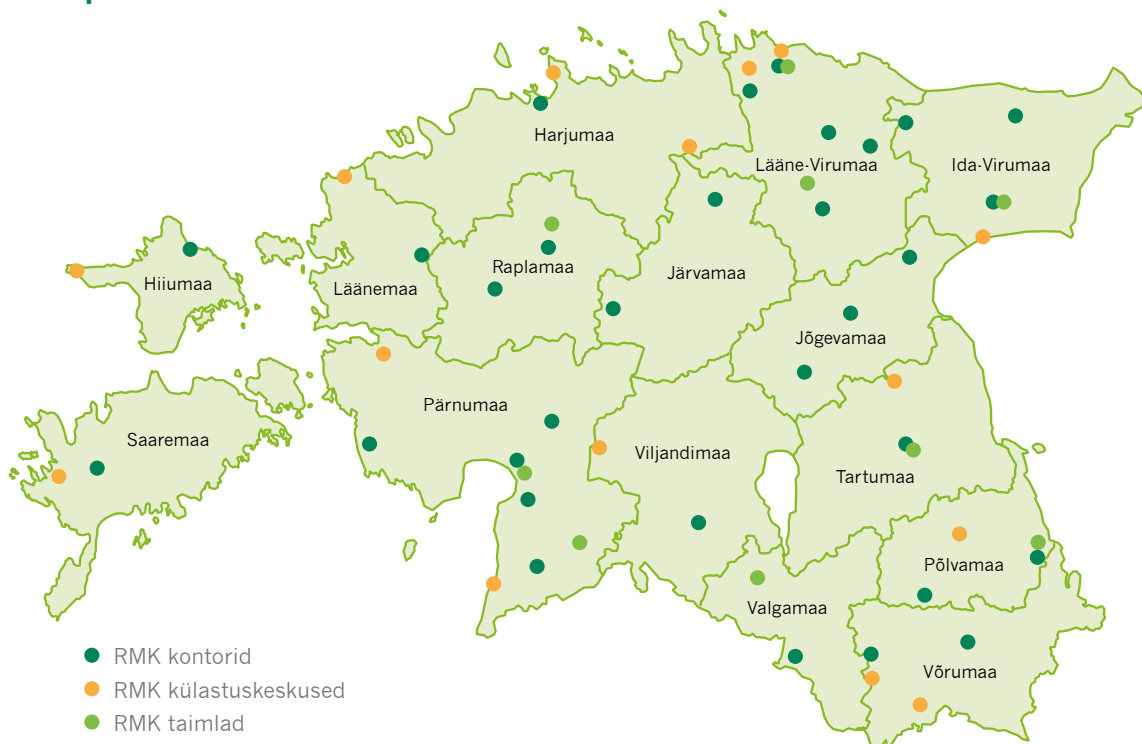 Harjumaa
Lääne-Virumaa
Ida-Virumaa
Hiiumaa
Läänemaa
Raplamaa
Järvamaa
Jõgevamaa
Pärnumaa
Saaremaa
Viljandimaa
Tartumaa
Põlvamaa
Valgamaa
Võrumaa
RMK kontorid
RMK külastuskeskused
RMK taimlad